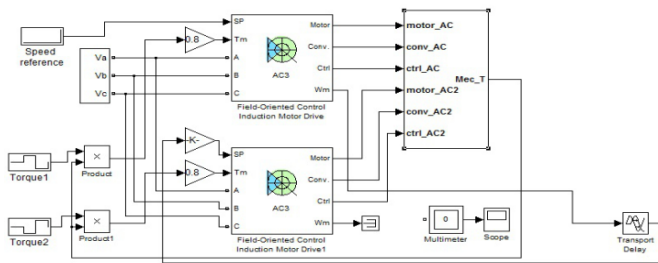 Speed
reference
Va
Vb
Vc
0.8
SP
Tm
A
B
C
AC3
Motor
Conv.
Ctrl
Wm
Field-Oriented Control
Induction Motor Drive
motor_AC
conv_AC
ctrl_AC
motor_AC2
conv_AC2
ctrl_AC2
Mec_T
Torque1
×
Product
Torque2
×
Product1
-K-
0.8
SP
Tm
A
B
C
AC3
Motor
Conv.
Ctrl
Wm
Field-Oriented Control
Induction Motor Drive1
0
Multimeter
Scope
Transport
Delay